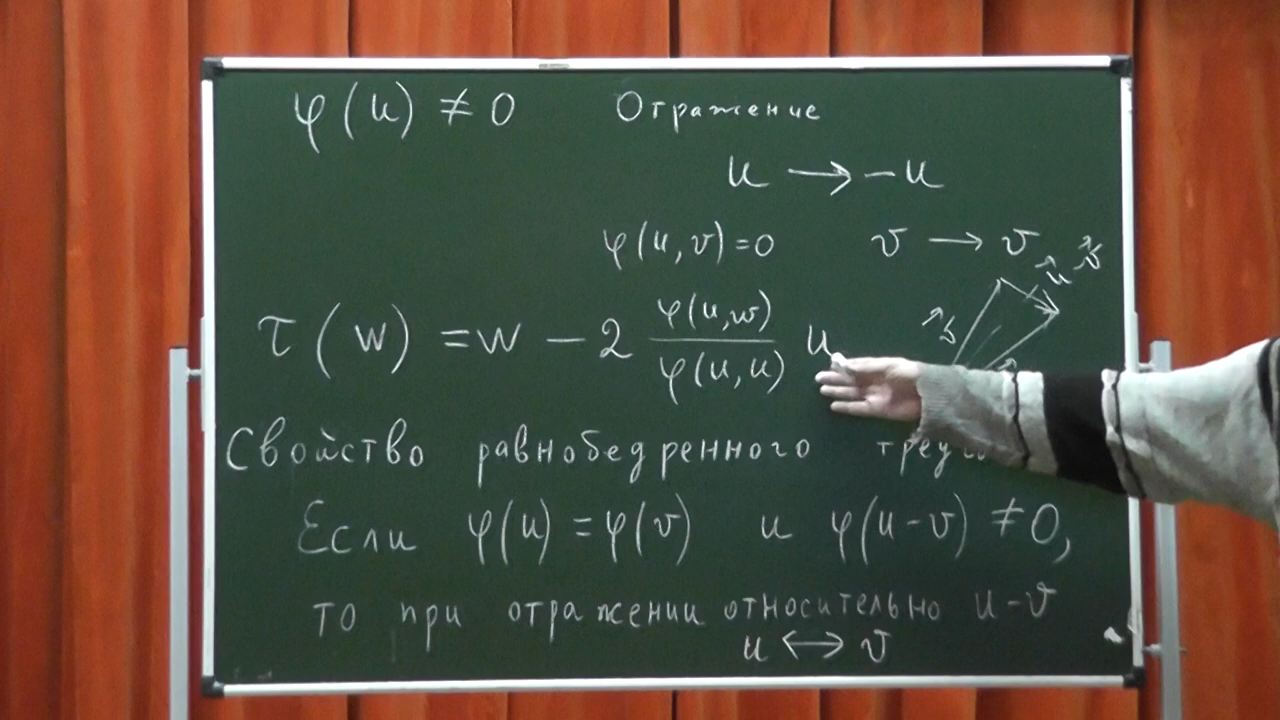 φ(u) ≠ 0 Отражение
u → −u
φ(u,v)=0 v → v
τ(w) = w − 2 φ(u,w)/φ(u,u) u
u v
v
Свойство равнобедренного
Если φ(u) = φ(v) и φ(u−v) ≠ 0,
то при отражении относительно u−v
u ↔ v